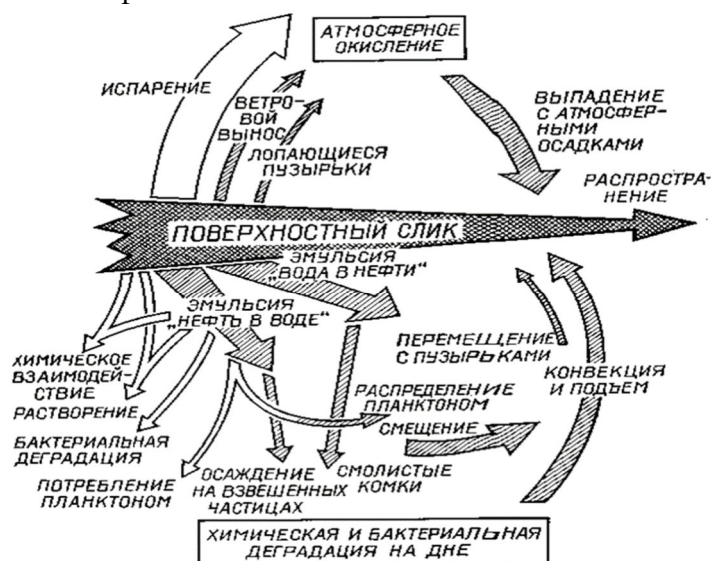 АТМОСФЕРНОЕ
ОКИСЛЕНИЕ
ИСПАРЕНИЕ
ВЕТРО-
ВОЙ
ВЫНОС
ЛОПАЮЩИЕСЯ
ПУЗЫРЬКИ
ВЫПАДЕНИЕ
С АТМОСФЕР-
НЫМИ
ОСАДКАМИ
РАСПРОСТРА-
НЕНИЕ
ПОВЕРХНОСТНЫЙ СЛИК
ЭМУЛЬСИЯ
„ВОДА В НЕФТИ“
ЭМУЛЬСИЯ
„НЕФТЬ В ВОДЕ“
ПЕРЕМЕЩЕНИЕ
С ПУЗЫРЬКАМИ
КОНВЕКЦИЯ
И ПОДЪЕМ
ХИМИЧЕСКОЕ
ВЗАИМОДЕЙ-
СТВИЕ
РАСТВОРЕНИЕ
БАКТЕРИАЛЬНАЯ
ДЕГРАДАЦИЯ
ПОТРЕБЛЕНИЕ
ПЛАНКТОНОМ
РАСПРЕДЕЛЕНИЕ
ПЛАНКТОНОМ
СМЕЩЕНИЕ
ОСАЖДЕНИЕ
НА ВЗВЕШЕННЫХ
ЧАСТИЦАХ
СМОЛИСТЫЕ
КОМКИ
ХИМИЧЕСКАЯ И БАКТЕРИАЛЬНАЯ
ДЕГРАДАЦИЯ НА ДНЕ